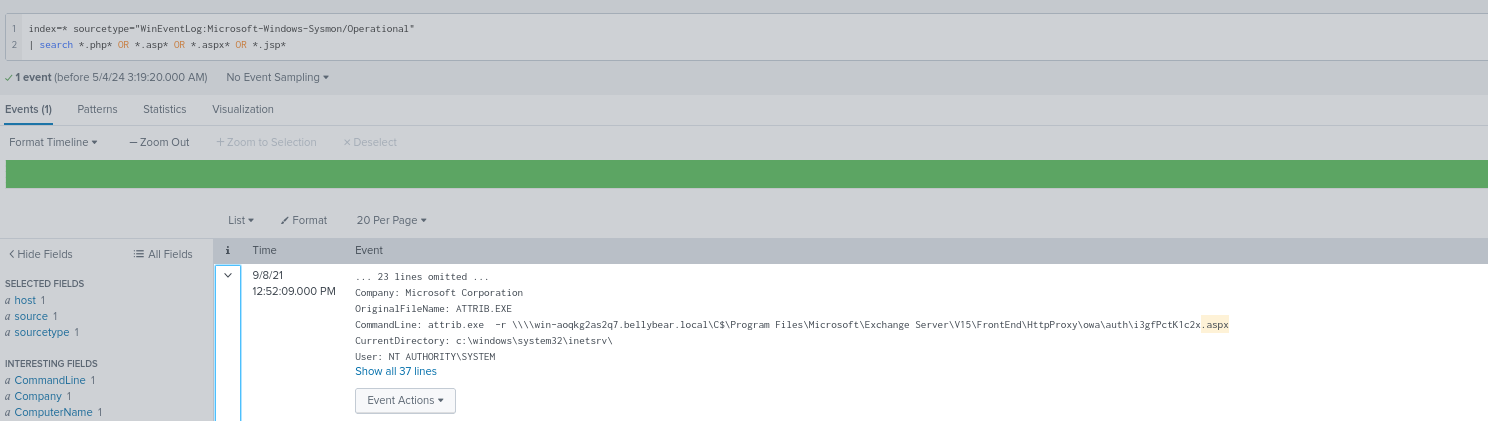 1 index=* sourcetype="WinEventLog:Microsoft-Windows-Sysmon/Operational"
2 | search *.php* OR *.asp* OR *.aspx* OR *.jsp*
✓ 1 event (before 5/4/24 3:19:20.000 AM) No Event Sampling ▾
Events (1) Patterns Statistics Visualization
Format Timeline ▾ — Zoom Out + Zoom to Selection × Deselect
List ▾ Format 20 Per Page ▾
< Hide Fields All Fields
i Time Event
SELECTED FIELDS
a host 1
a source 1
a sourcetype 1
INTERESTING FIELDS
a CommandLine 1
a Company 1
a ComputerName 1
9/8/21
12:52:09.000 PM
... 23 lines omitted ...
Company: Microsoft Corporation
OriginalFileName: ATTRIB.EXE
CommandLine: attrib.exe -r \\\\win-aoqkg2as2q7.bellybear.local\C$\Program Files\Microsoft\Exchange Server\V15\FrontEnd\HttpProxy\owa\auth\i3gfPctK1c2x.aspx
CurrentDirectory: c:\windows\system32\inetsrv\
User: NT AUTHORITY\SYSTEM
Show all 37 lines
Event Actions ▾